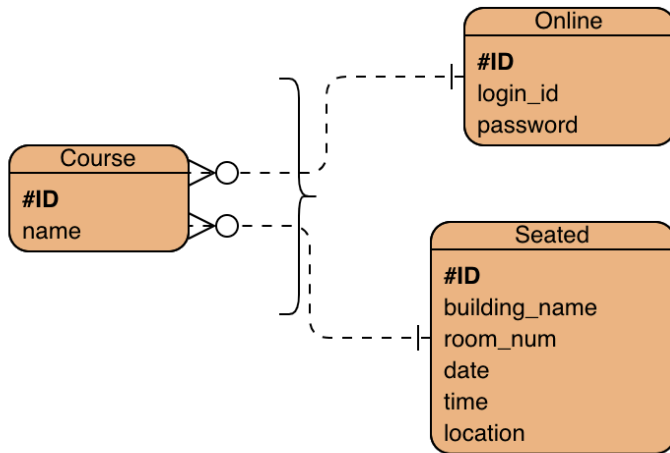 Online
#ID
login_id
password
Course
#ID
name
Seated
#ID
building_name
room_num
date
time
location